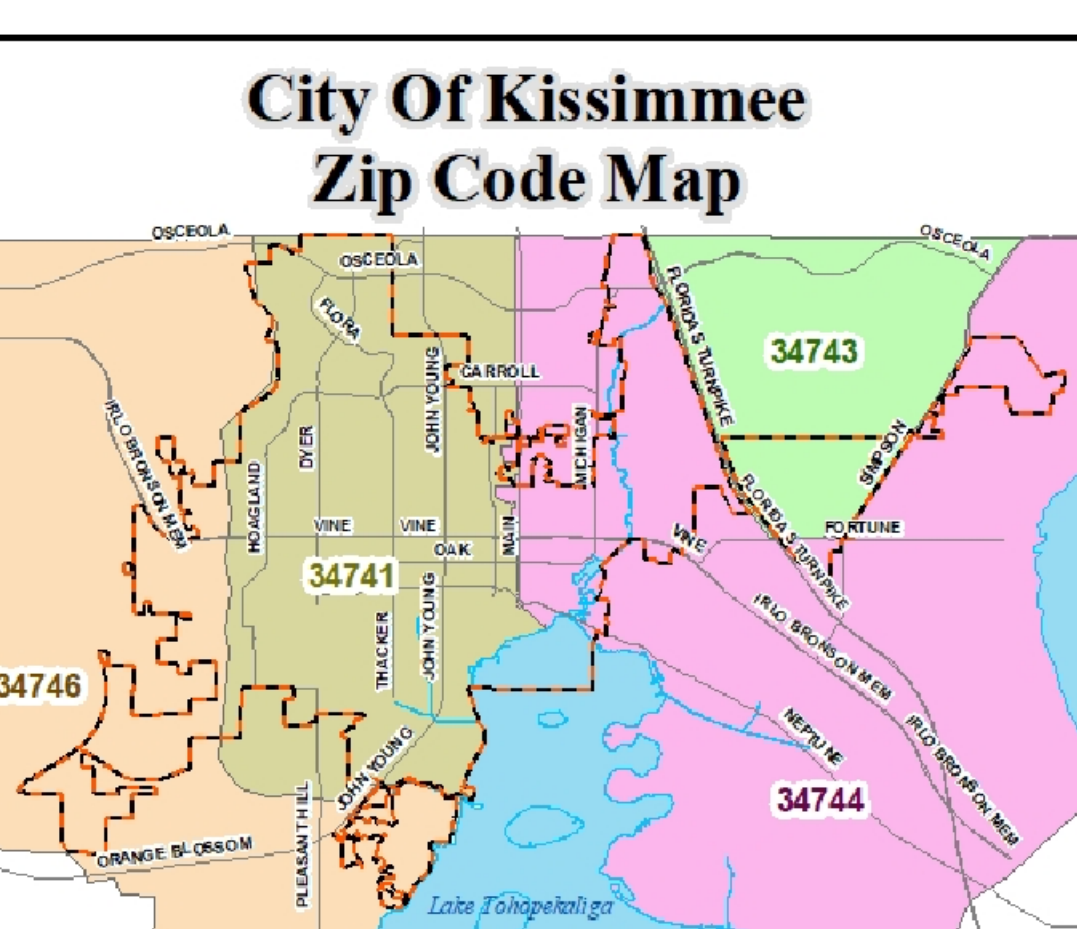 City Of Kissimmee
Zip Code Map
OSCEOLA
OSCEOLA
OSCEOLA
FLORA
FLORIDA S TURNPIKE
34743
JOHN YOUNG
CARROLL
IRLO BRONSON MEM
DYER
MICHIGAN
SIMPSON
HOAGLAND
FLORIDA S TURNPIKE
VINE
VINE
MAIN
VINE
FORTUNE
OAK
34741
THACKER
JOHN YOUNG
IRLO BRONSON MEM
34746
NEPTUNE
IRLO BRONSON MEM
JOHN YOUNG
34744
PLEASANT HILL
ORANGE BLOSSOM
Lake Tohopekaliga